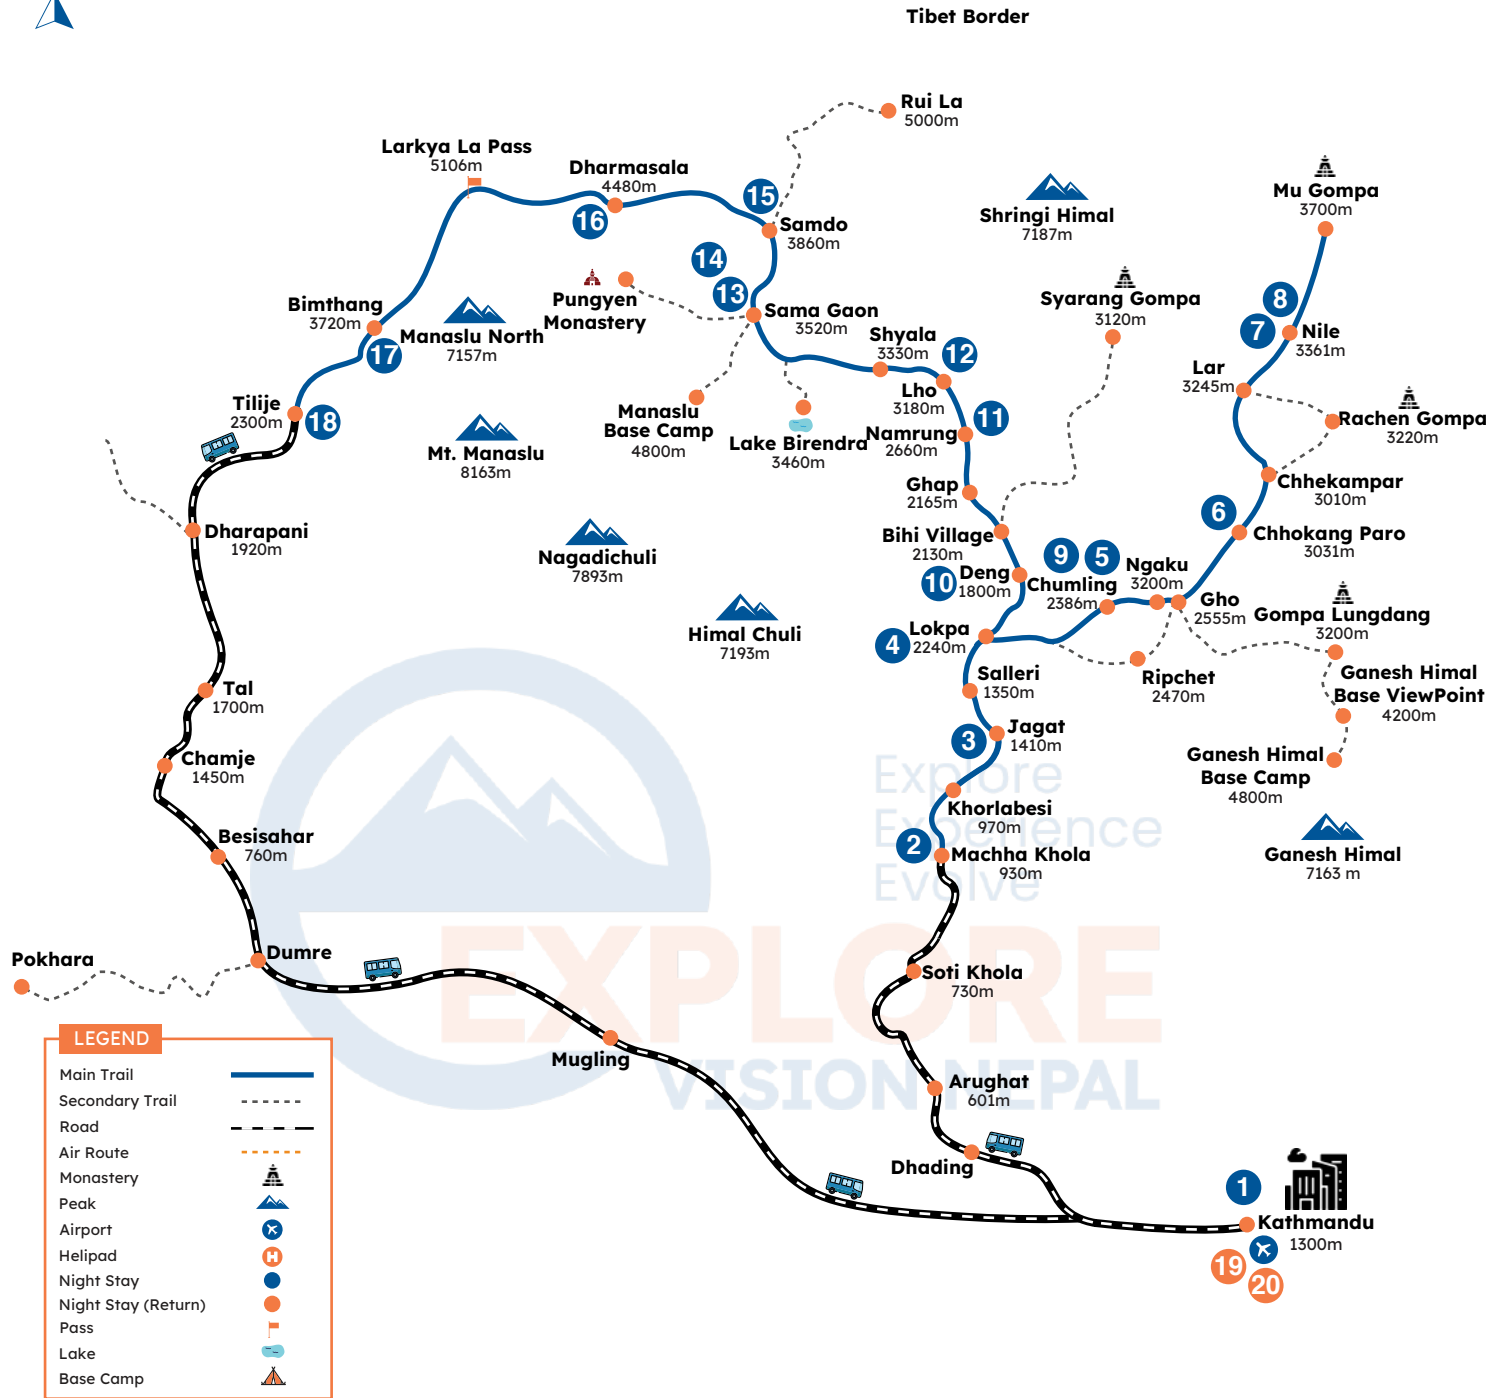 Tibet Border
Rui La
5000m
Larkya La Pass
5106m
Dharmasala
4480m
16
15
Samdo
3860m
Shringi Himal
7187m
Mu Gompa
3700m
14
13
Pungyen
Monastery
Sama Gaon
3520m
Syarang Gompa
3120m
8
7
Nile
3361m
Bimthang
3720m
17
Manaslu North
7157m
Shyala
3330m
12
Lho
3180m
Lar
3245m
Tilije
2300m
18
Mt. Manaslu
8163m
Manaslu
Base Camp
4800m
Lake Birendra
3460m
11
Namrung
2660m
Rachen Gompa
3220m
Ghap
2165m
Chhekampar
3010m
Dharapani
1920m
Nagadichuli
7893m
Bihi Village
2130m
6
Chhokang Paro
3031m
10
Deng
1800m
9
5
Chumling
2386m
Ngaku
3200m
Gho
2555m
Gompa Lungdang
3200m
Himal Chuli
7193m
4
Lokpa
2240m
Salleri
1350m
Ripchet
2470m
Ganesh Himal
Base ViewPoint
4200m
Tal
1700m
3
Jagat
1410m
Ganesh Himal
Base Camp
4800m
Chamje
1450m
Khorlabesi
970m
Besisahar
760m
2
Machha Khola
930m
Ganesh Himal
7163 m
Explore
Experience
Evolve
EXPLORE
VISION NEPAL
Pokhara
Dumre
Soti Khola
730m
Mugling
Arughat
601m
Dhading
1
Kathmandu
1300m
19
20
LEGEND
Main Trail
Secondary Trail
Road
Air Route
Monastery
Peak
Airport
Helipad
H
Night Stay
Night Stay (Return)
Pass
Lake
Base Camp